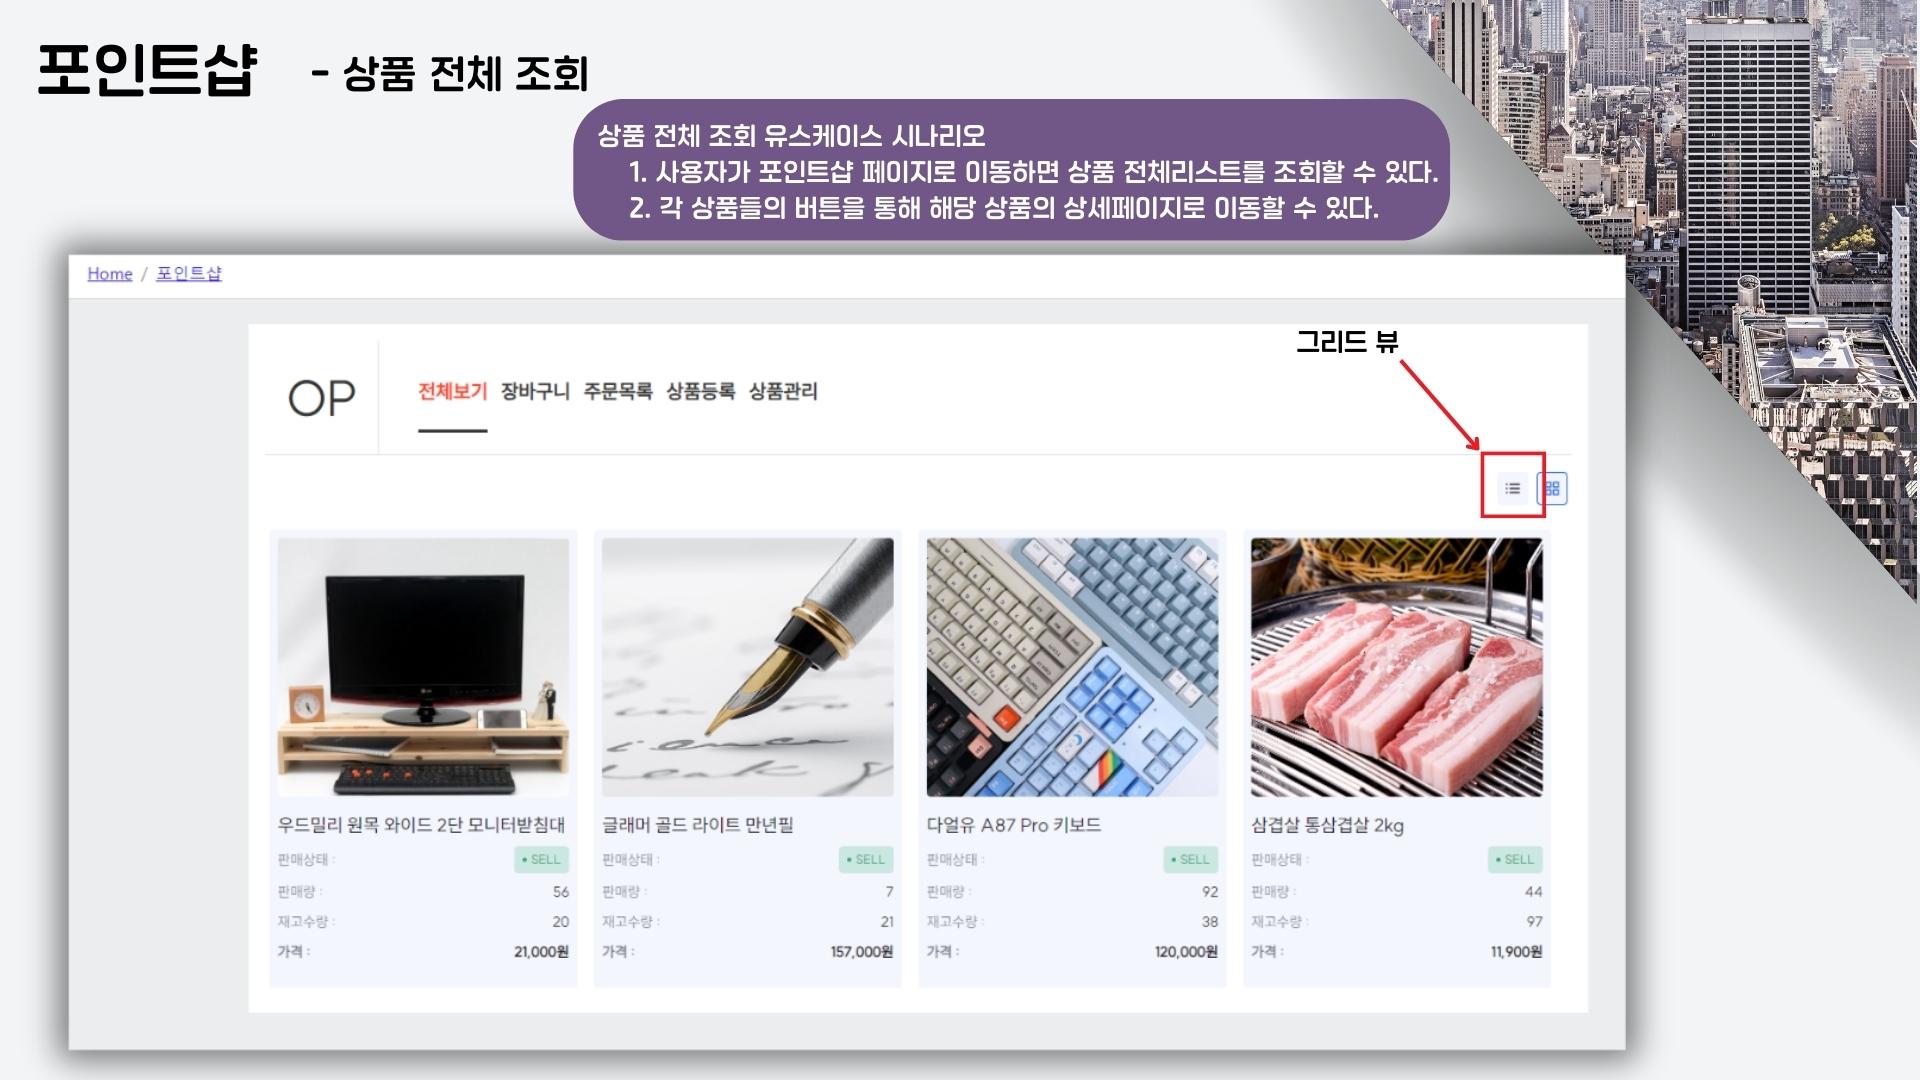 포인트샵 - 상품 전체 조회
상품 전체 조회 유스케이스 시나리오
1. 사용자가 포인트샵 페이지로 이동하면 상품 전체리스트를 조회할 수 있다.
2. 각 상품들의 버튼을 통해 해당 상품의 상세페이지로 이동할 수 있다.
Home / 포인트샵
그리드 뷰
OP 전체보기 장바구니 주문목록 상품등록 상품관리
우드밀리 원목 와이드 2단 모니터받침대
판매상태 : • SELL
판매량 : 56
재고수량 : 20
가격 : 21,000원
글래머 골드 라이트 만년필
판매상태 : • SELL
판매량 : 7
재고수량 : 21
가격 : 157,000원
다얼유 A87 Pro 키보드
판매상태 : • SELL
판매량 : 92
재고수량 : 38
가격 : 120,000원
삼겹살 통삼겹살 2kg
판매상태 : • SELL
판매량 : 44
재고수량 : 97
가격 : 11,900원